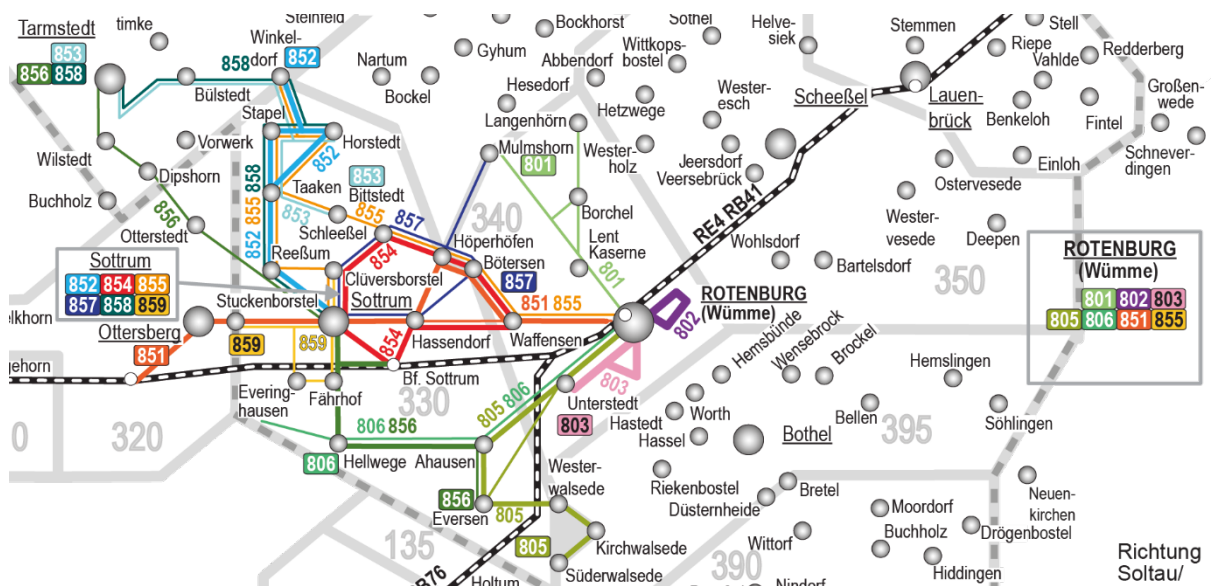 Tarmstedt
853
856 858
timke
Steinfeld
Winkel-
dorf
852
858
Bülstedt
Nartum
Bockel
Gyhum
Bockhorst
Sothel
Wittkops-
bostel
Abbendorf
Hesedorf
Hetzwege
Helve-
siek
Stemmen
Stell
Riepe
Vahlde
Redderberg
Großen-
wede
Scheeßel
Lauen-
brück
Benkeloh
Fintel
Schnever-
dingen
Einloh
Ostervesede
Wester-
esch
Jeersdorf
Veersebrück
Wester-
holz
Langenhörn
Mulmshorn
801
Stapel
Horstedt
Vorwerk
Wilstedt
Dipshorn
Buchholz
852
Taaken
853
Bittstedt
858
853
855
857
Schleeßel
340
Borchel
RE4 RB41
Wester-
vesede
Deepen
Otterstedt
856
852 855
Reeßum
854
Höperhöfen
Lent
Kaserne
801
Wohlsdorf
Bartelsdorf
350
ROTENBURG
(Wümme)
801 802 803
805 806 851 855
Sottrum
852 854 855
857 858 859
Clüversborstel
Bötersen
857
Stuckenborstel
Sottrum
851 855
ROTENBURG
(Wümme)
802
elkhorn
Ottersberg
851
859
859
854
Hassendorf
Waffensen
gehorn
Bf. Sottrum
Hemsbünde
Wensebrock
Brockel
Hemslingen
Evering-
hausen
Fährhof
330
805 806
803
Unterstedt
803
Hastedt
Worth
Hassel
Bothel
Bellen
395
Söhlingen
0
320
806 856
806
Hellwege
Ahausen
Wester-
walsede
Riekenbostel
Düsternheide
Bretel
Neuen-
kirchen
856
Eversen
805
805
Kirchwalsede
Süderwalsede
Moordorf
Buchholz
Drögenbostel
135
Wittorf
390
Hiddingen
Richtung
Soltau/
Holtum
Nindorf